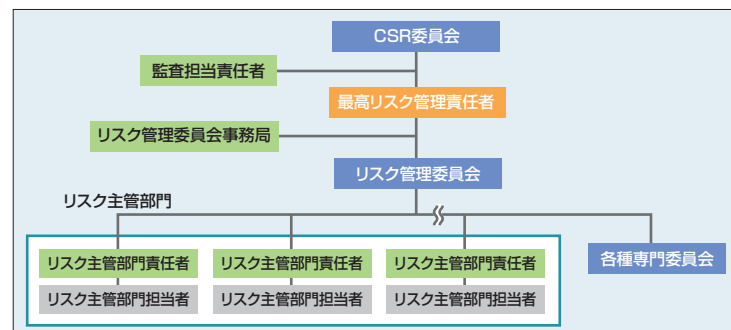 CSR委員会
監査担当責任者
最高リスク管理責任者
リスク管理委員会事務局
リスク管理委員会
リスク主管部門
リスク主管部門責任者
リスク主管部門責任者
リスク主管部門責任者
各種専門委員会
リスク主管部門担当者
リスク主管部門担当者
リスク主管部門担当者